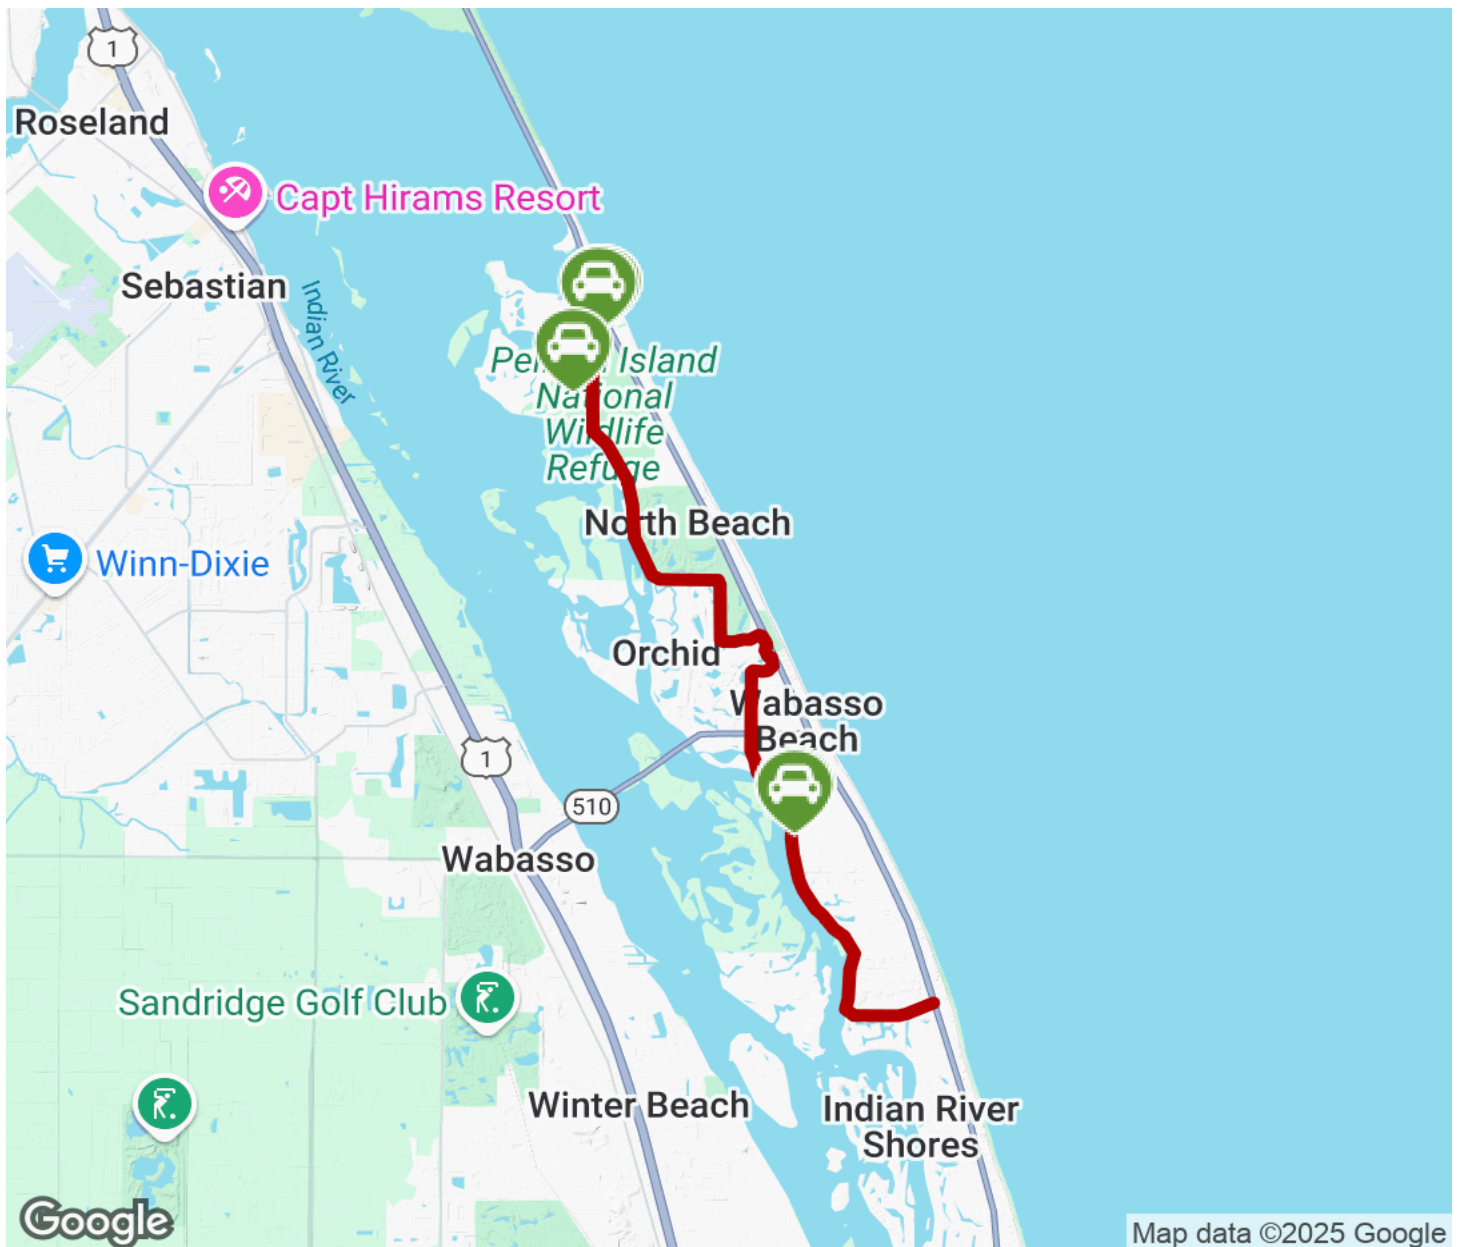 1
Roseland
Capt Hirams Resort
Sebastian
Indian River
Island
National
Wildlife
Refuge
North Beach
Winn-Dixie
Orchid
Wabasso
Beach
1
510
Wabasso
Sandridge Golf Club
Winter Beach
Indian River
Shores
Google
Map data ©2025 Google